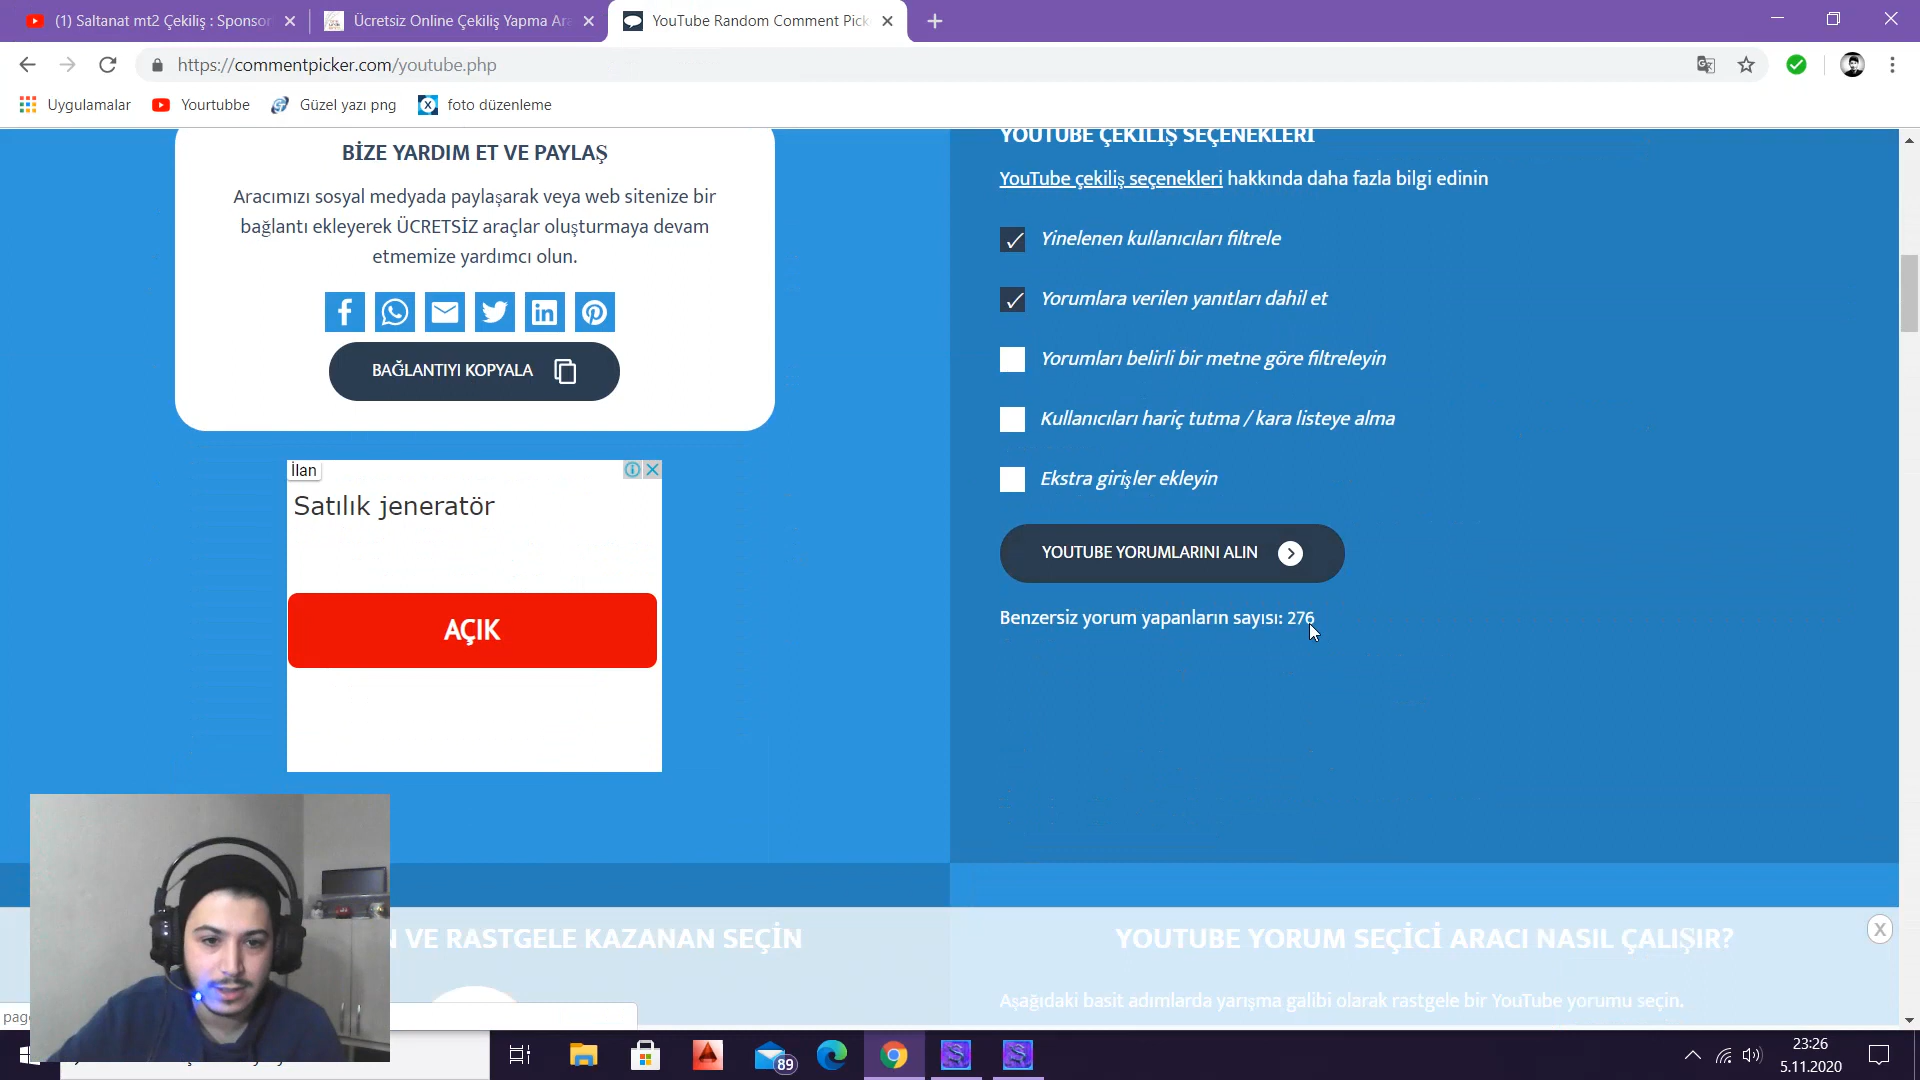 (1) Saltanat mt2 Çekiliş : Sponsor
Ücretsiz Online Çekiliş Yapma Ara
YouTube Random Comment Pick
https://commentpicker.com/youtube.php
Uygulamalar
Yourtubbe
Güzel yazı png
foto düzenleme
BİZE YARDIM ET VE PAYLAŞ
Aracımızı sosyal medyada paylaşarak veya web sitenize bir
bağlantı ekleyerek ÜCRETSİZ araçlar oluşturmaya devam
etmemize yardımcı olun.
BAĞLANTIYI KOPYALA
İlan
Satılık jeneratör
AÇIK
YOUTUBE ÇEKİLİŞ SEÇENEKLERİ
YouTube çekiliş seçenekleri hakkında daha fazla bilgi edinin
Yinelenen kullanıcıları filtrele
Yorumlara verilen yanıtları dahil et
Yorumları belirli bir metne göre filtreleyin
Kullanıcıları hariç tutma / kara listeye alma
Ekstra girişler ekleyin
YOUTUBE YORUMLARINI ALIN
Benzersiz yorum yapanların sayısı: 276
N VE RASTGELE KAZANAN SEÇİN
YOUTUBE YORUM SEÇİCİ ARACI NASIL ÇALIŞIR?
Aşağıdaki basit adımlarda yarışma galibi olarak rastgele bir YouTube yorumu seçin.
X
pag
89
23:26
5.11.2020